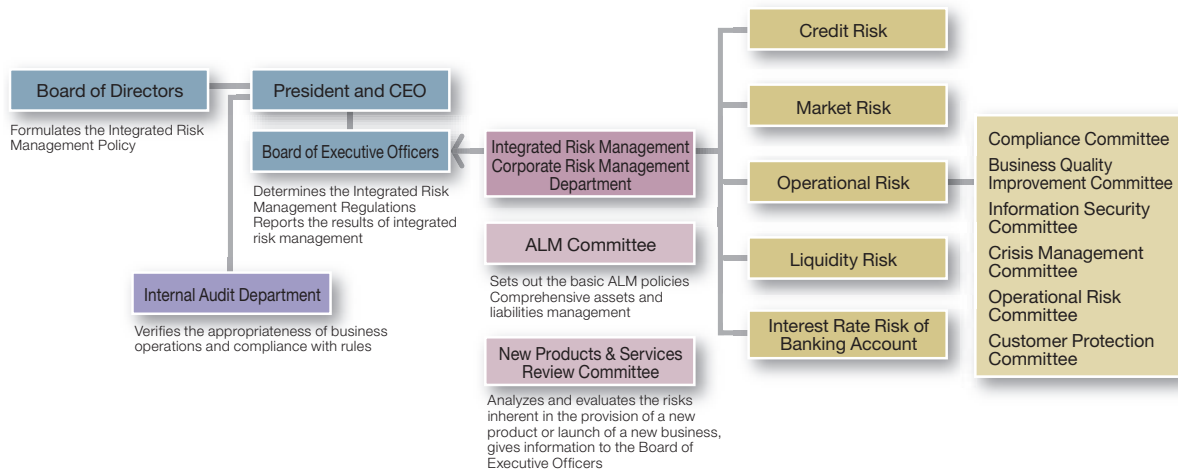 Board of Directors
Formulates the Integrated Risk
Management Policy
President and CEO
Board of Executive Officers
Determines the Integrated Risk
Management Regulations
Reports the results of integrated
risk management
Internal Audit Department
Verifies the appropriateness of business
operations and compliance with rules
Integrated Risk Management
Corporate Risk Management
Department
ALM Committee
Sets out the basic ALM policies
Comprehensive assets and
liabilities management
New Products & Services
Review Committee
Analyzes and evaluates the risks
inherent in the provision of a new
product or launch of a new business,
gives information to the Board of
Executive Officers
Credit Risk
Market Risk
Operational Risk
Liquidity Risk
Interest Rate Risk of
Banking Account
Compliance Committee
Business Quality
Improvement Committee
Information Security
Committee
Crisis Management
Committee
Operational Risk
Committee
Customer Protection
Committee